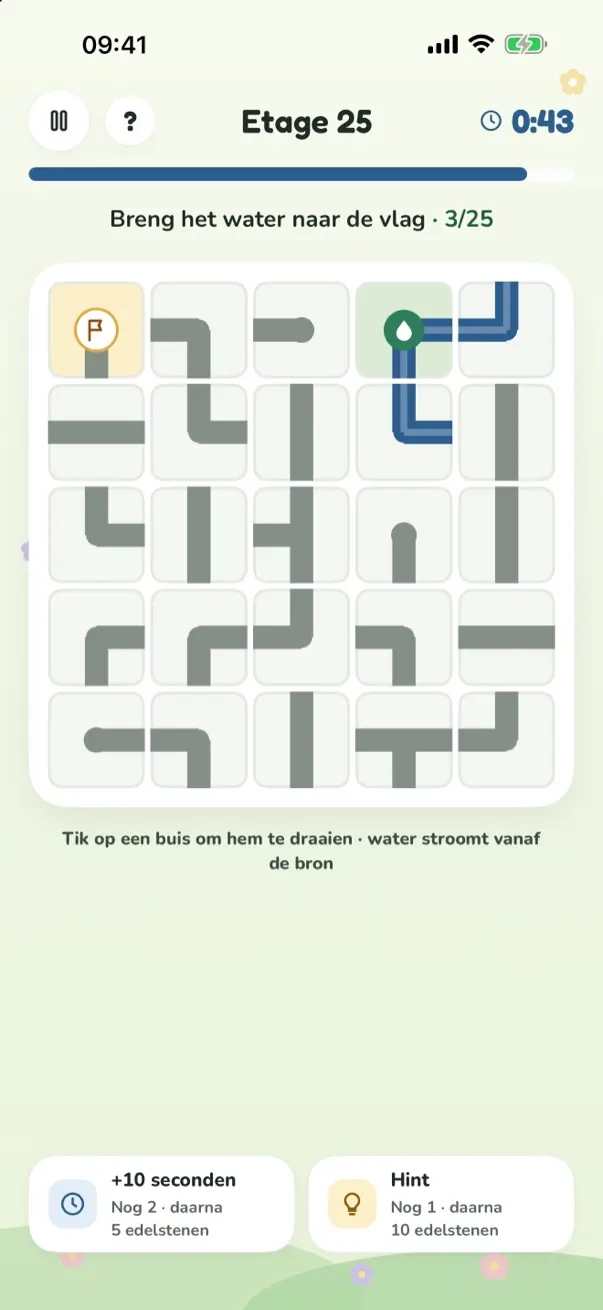 09:41
?
Etage 25
0:43
Breng het water naar de vlag · 3/25
Tik op een buis om hem te draaien · water stroomt vanaf
de bron
+10 seconden
Nog 2 · daarna
5 edelstenen
Hint
Nog 1 · daarna
10 edelstenen